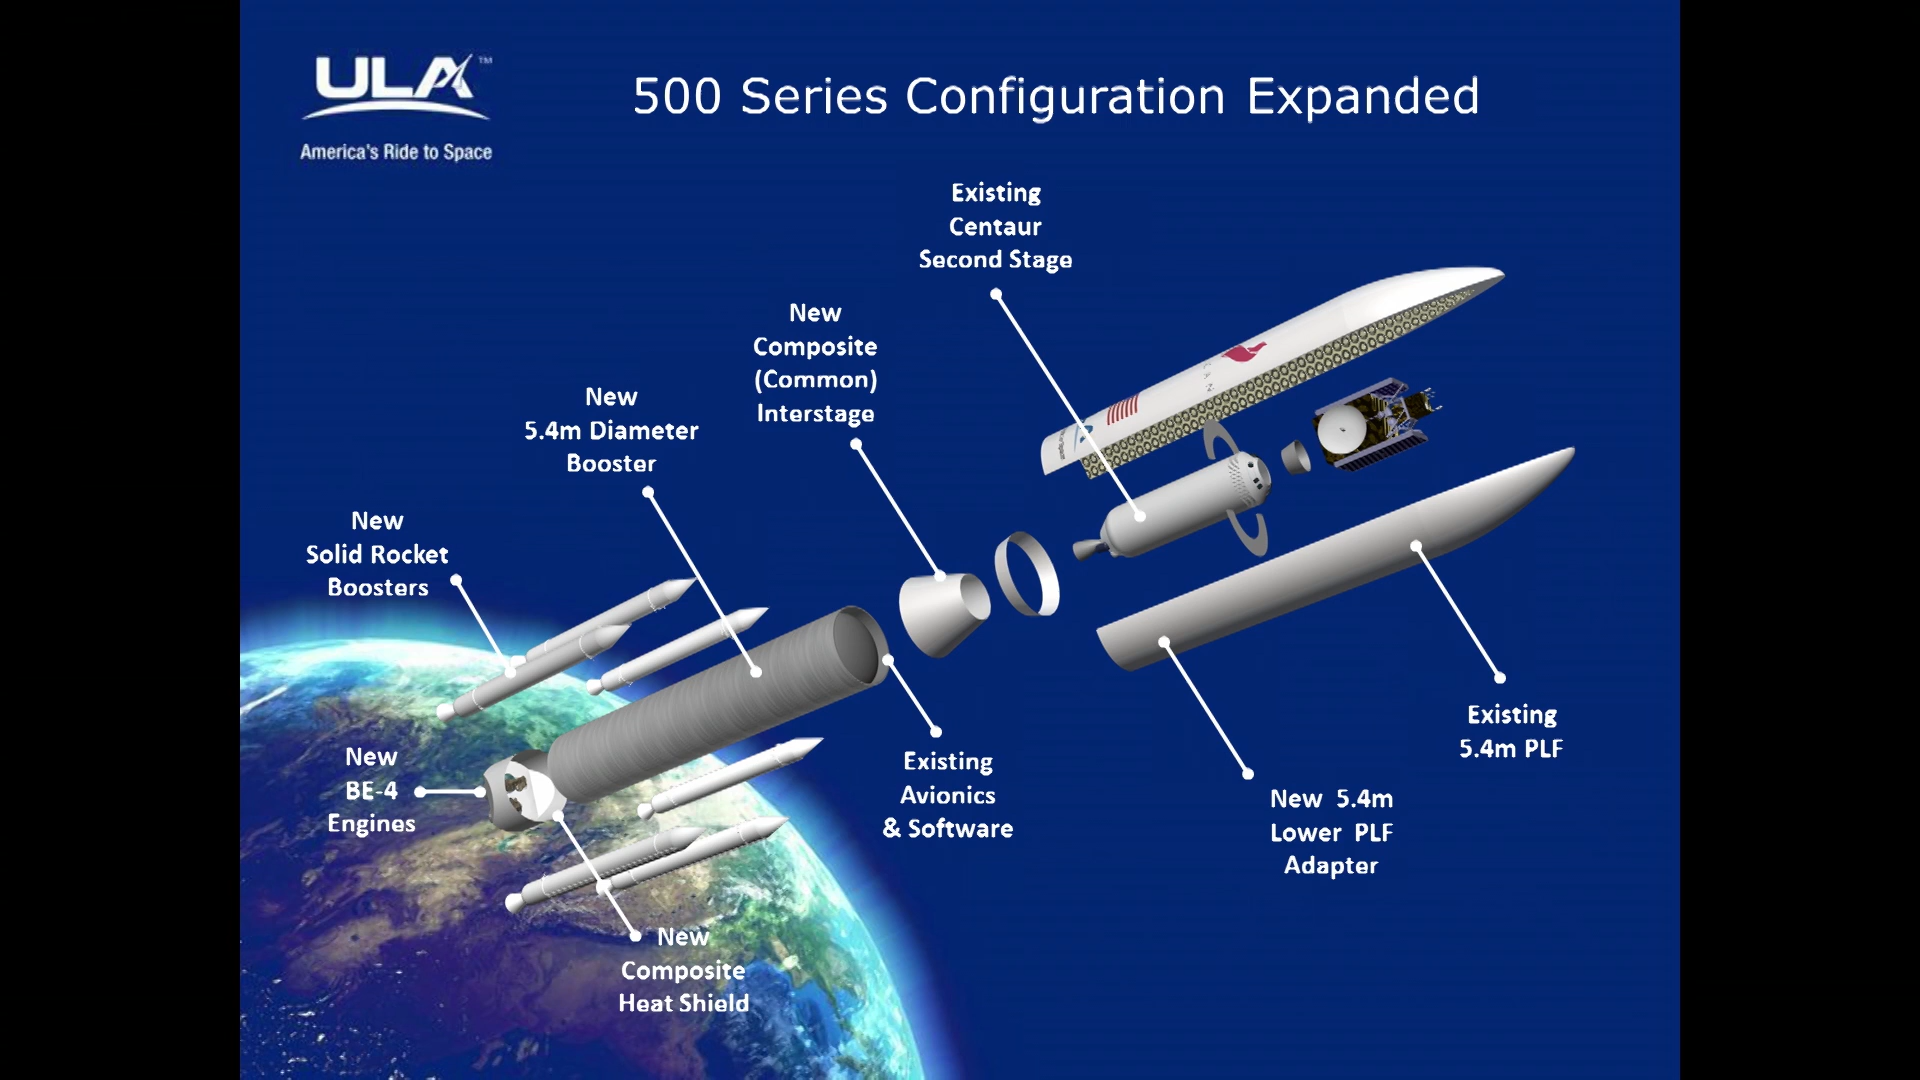 ULA™
America's Ride to Space
500 Series Configuration Expanded
Existing
Centaur
Second Stage
New
Composite
(Common)
Interstage
New
5.4m Diameter
Booster
New
Solid Rocket
Boosters
New
BE-4
Engines
Existing
Avionics
& Software
New
Composite
Heat Shield
New 5.4m
Lower PLF
Adapter
Existing
5.4m PLF